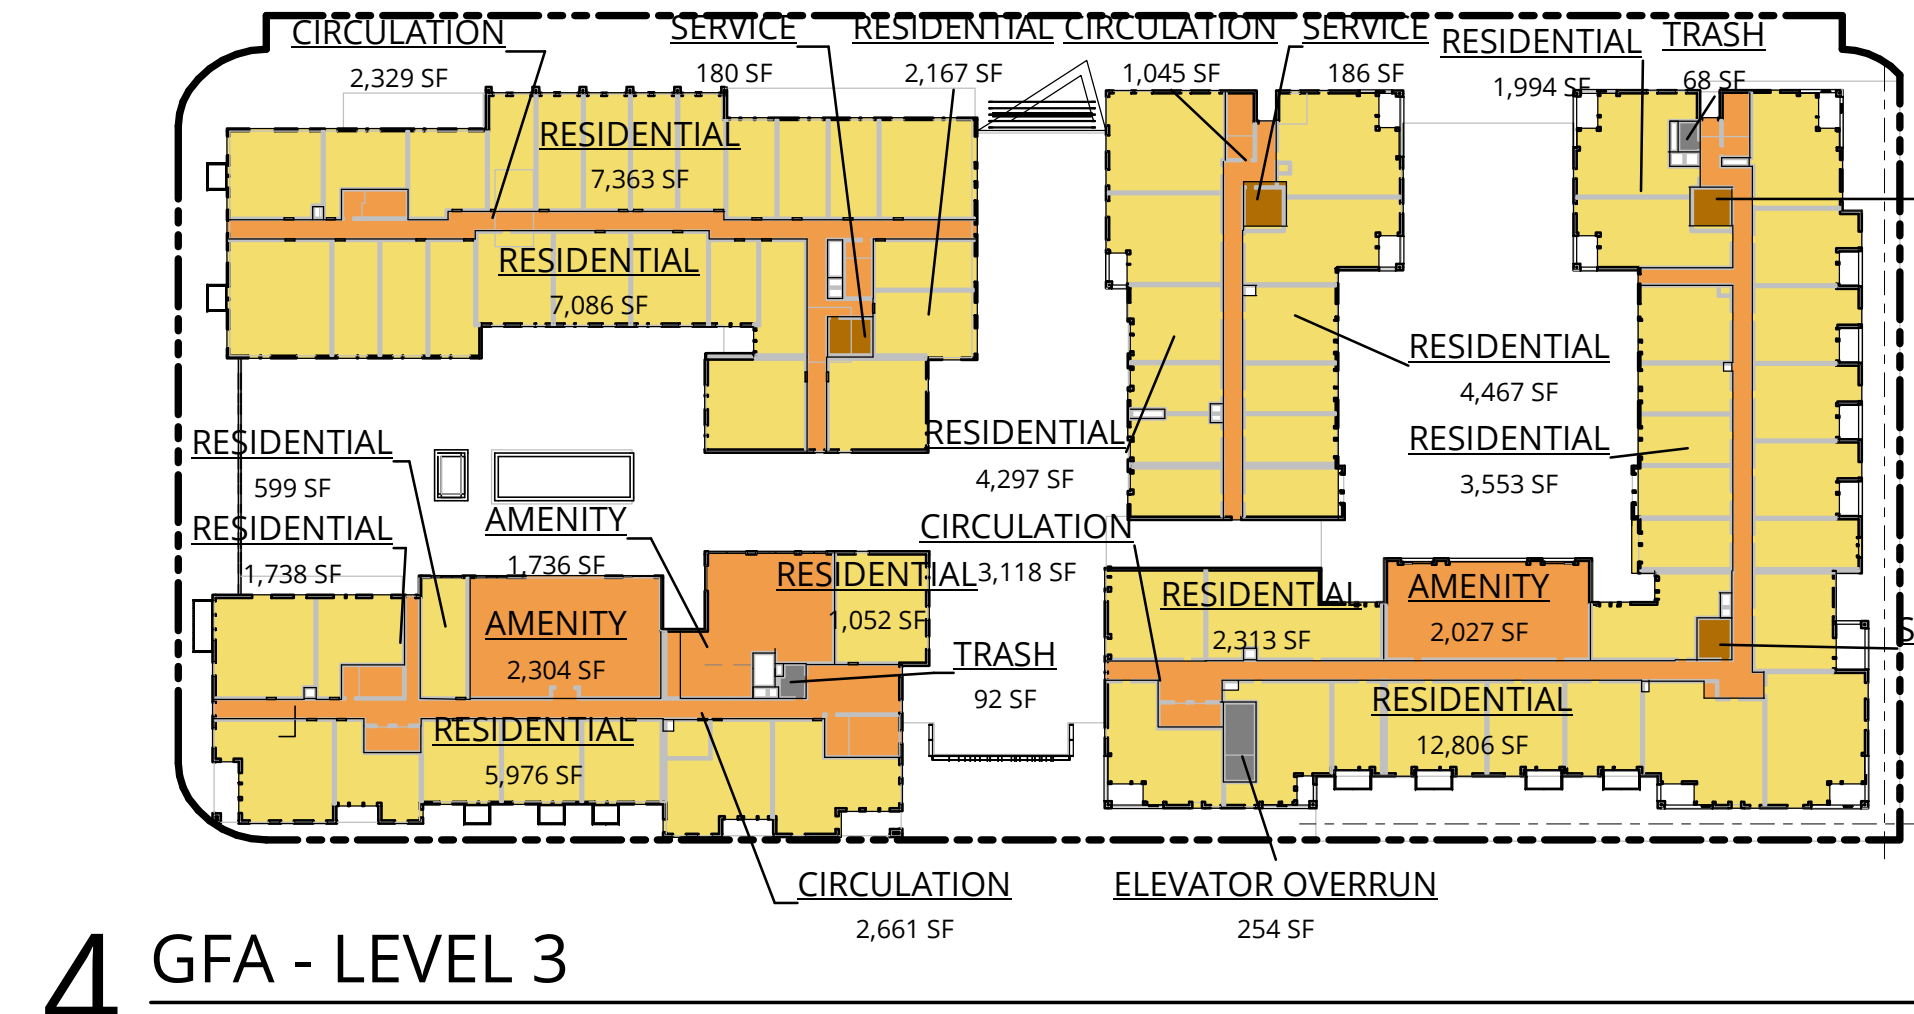 CIRCULATION
2,329 SF
SERVICE
180 SF
RESIDENTIAL
2,167 SF
CIRCULATION
1,045 SF
SERVICE
186 SF
RESIDENTIAL
1,994 SF
TRASH
68 SF
RESIDENTIAL
7,363 SF
RESIDENTIAL
7,086 SF
RESIDENTIAL
4,467 SF
RESIDENTIAL
4,297 SF
RESIDENTIAL
3,553 SF
RESIDENTIAL
599 SF
RESIDENTIAL
1,738 SF
AMENITY
1,736 SF
CIRCULATION
3,118 SF
RESIDENTIAL
1,052 SF
AMENITY
2,304 SF
RESIDENTIAL
2,313 SF
AMENITY
2,027 SF
S
TRASH
92 SF
RESIDENTIAL
5,976 SF
RESIDENTIAL
12,806 SF
CIRCULATION
2,661 SF
ELEVATOR OVERRUN
254 SF
4 GFA - LEVEL 3